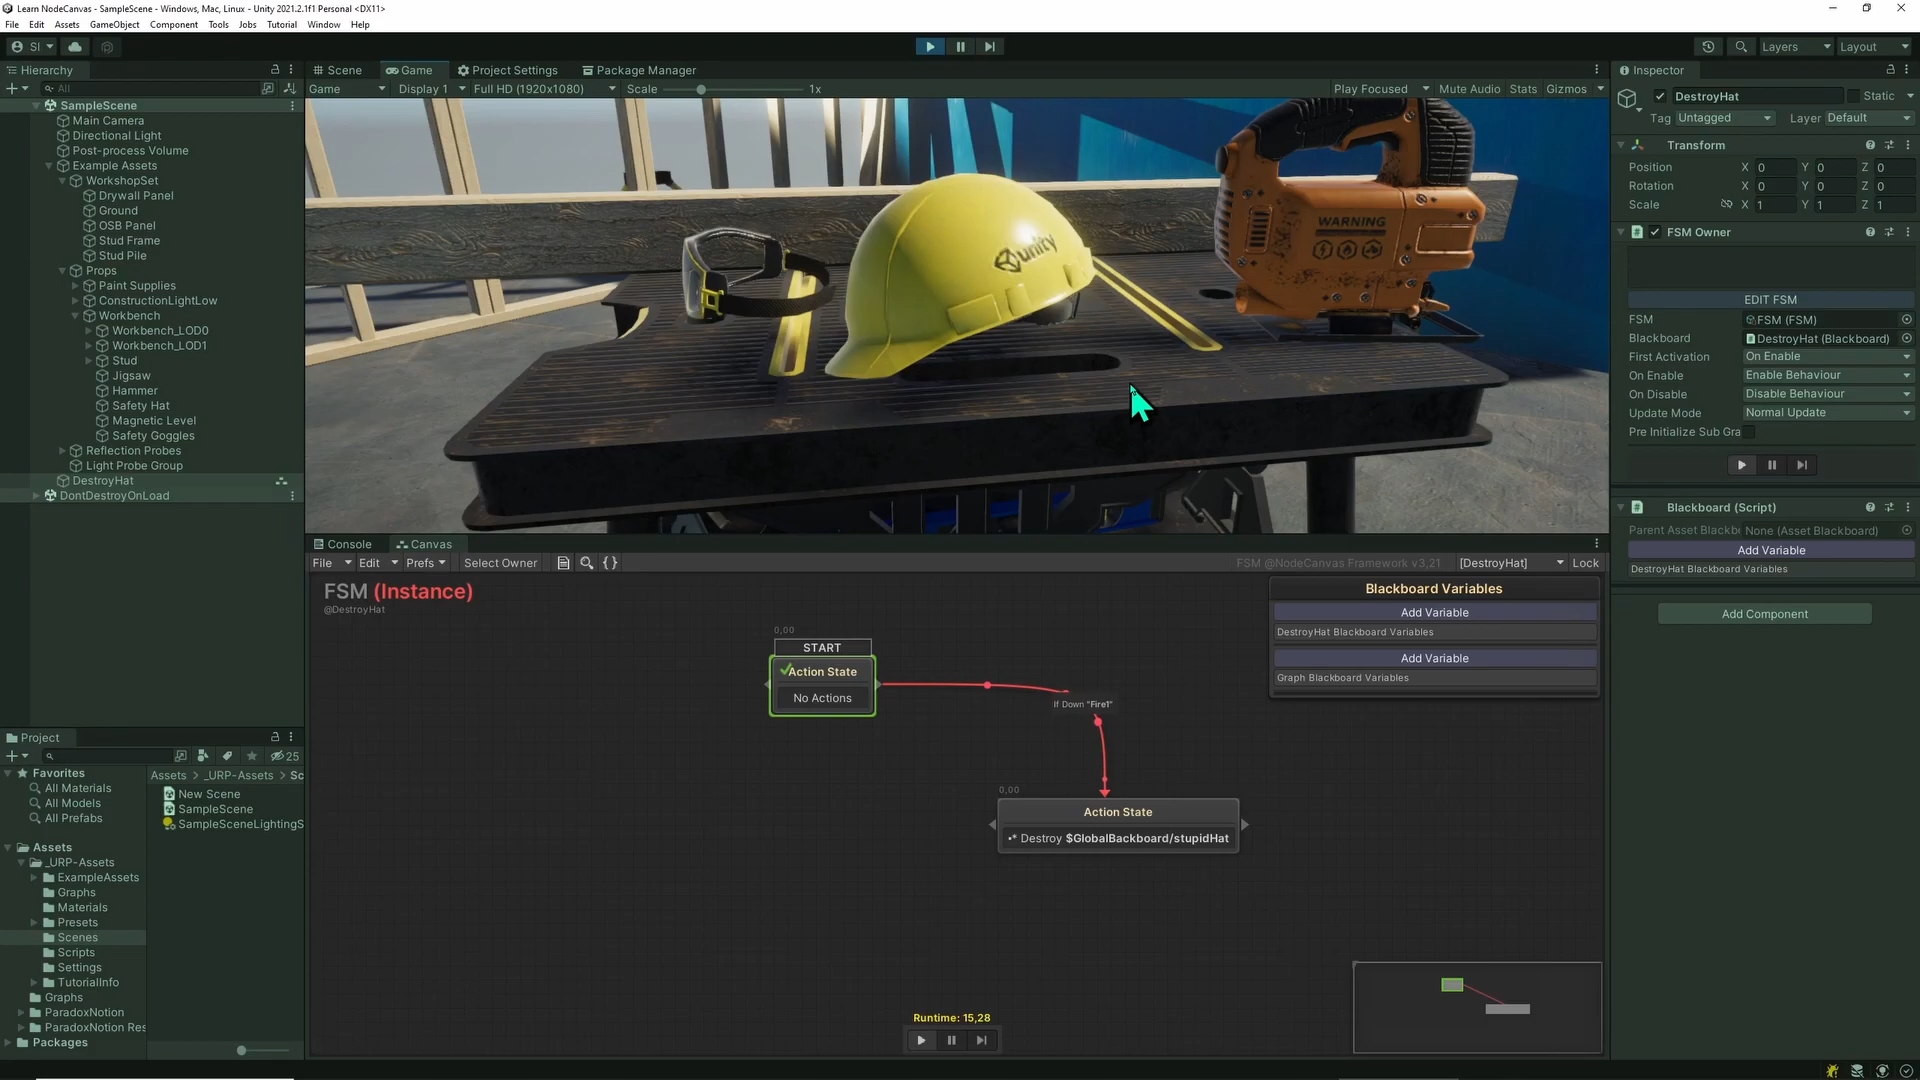 Learn NodeCanvas - SampleScene - Windows, Mac, Linux - Unity 2021.2.1f1 Personal <DX11>
File Edit Assets GameObject Component Tools Jobs Tutorial Window Help
SI
Layers Layout
Hierarchy
All
SampleScene
Main Camera
Directional Light
Post-process Volume
Example Assets
WorkshopSet
Drywall Panel
Ground
OSB Panel
Stud Frame
Stud Pile
Props
Paint Supplies
ConstructionLightLow
Workbench
Workbench_LOD0
Workbench_LOD1
Stud
Jigsaw
Hammer
Safety Hat
Magnetic Level
Safety Goggles
Reflection Probes
Light Probe Group
DestroyHat
DontDestroyOnLoad
Scene Game Project Settings Package Manager
Game Display 1 Full HD (1920x1080) Scale 1x Play Focused Mute Audio Stats Gizmos
unity
WARNING
Console Canvas
File Edit Prefs Select Owner {} FSM @NodeCanvas Framework v3,21 [DestroyHat] Lock
FSM (Instance)
@DestroyHat
0,00
START
Action State
No Actions
If Down "Fire1"
0,00
Action State
•* Destroy $GlobalBackboard/stupidHat
Blackboard Variables
Add Variable
DestroyHat Blackboard Variables
Add Variable
Graph Blackboard Variables
Runtime: 15,28
Inspector
DestroyHat Static
Tag Untagged Layer Default
Transform
Position X 0 Y 0 Z 0
Rotation X 0 Y 0 Z 0
Scale X 1 Y 1 Z 1
FSM Owner
EDIT FSM
FSM FSM (FSM)
Blackboard DestroyHat (Blackboard)
First Activation On Enable
On Enable Enable Behaviour
On Disable Disable Behaviour
Update Mode Normal Update
Pre Initialize Sub Gra
Blackboard (Script)
Parent Asset Blackb None (Asset Blackboard)
Add Variable
DestroyHat Blackboard Variables
Add Component
Project
25
Favorites
All Materials
All Models
All Prefabs
Assets
_URP-Assets
ExampleAssets
Graphs
Materials
Presets
Scenes
Scripts
Settings
TutorialInfo
Graphs
ParadoxNotion
ParadoxNotion Res
Packages
Assets > _URP-Assets > Sc
New Scene
SampleScene
SampleSceneLightingS